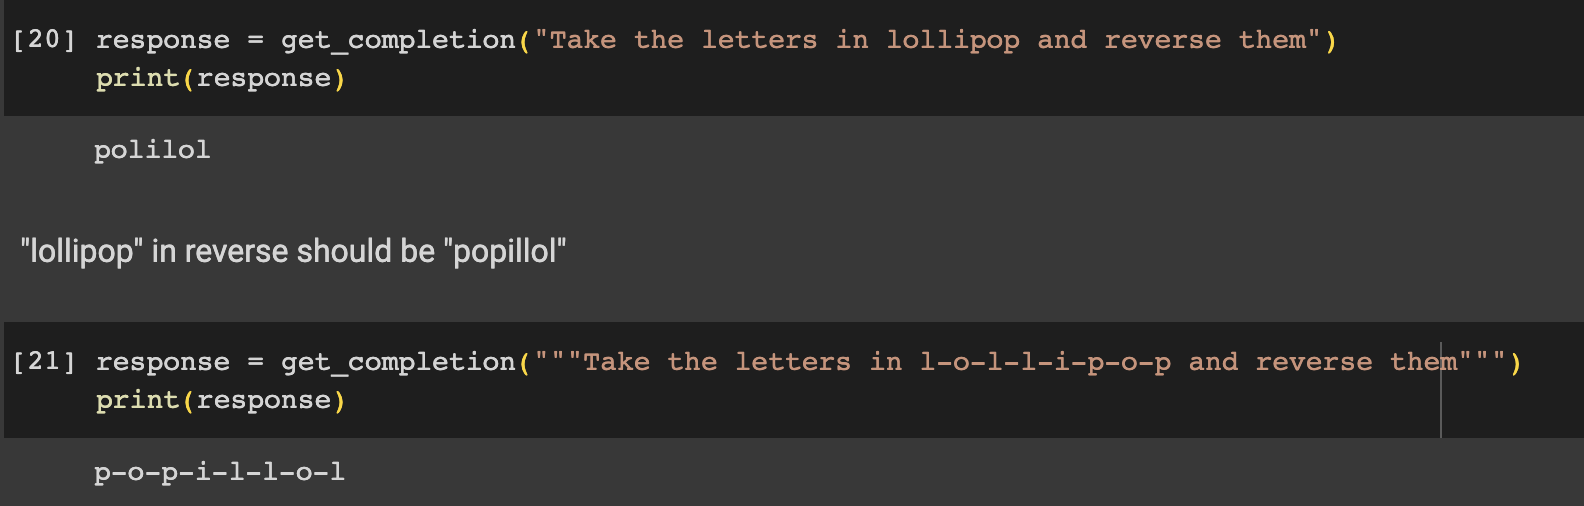 [20] response = get_completion("Take the letters in lollipop and reverse them")
print(response)
polilol
"lollipop" in reverse should be "popillol"
[21] response = get_completion("""Take the letters in l-o-l-l-i-p-o-p and reverse them""")
print(response)
p-o-p-i-l-l-o-l